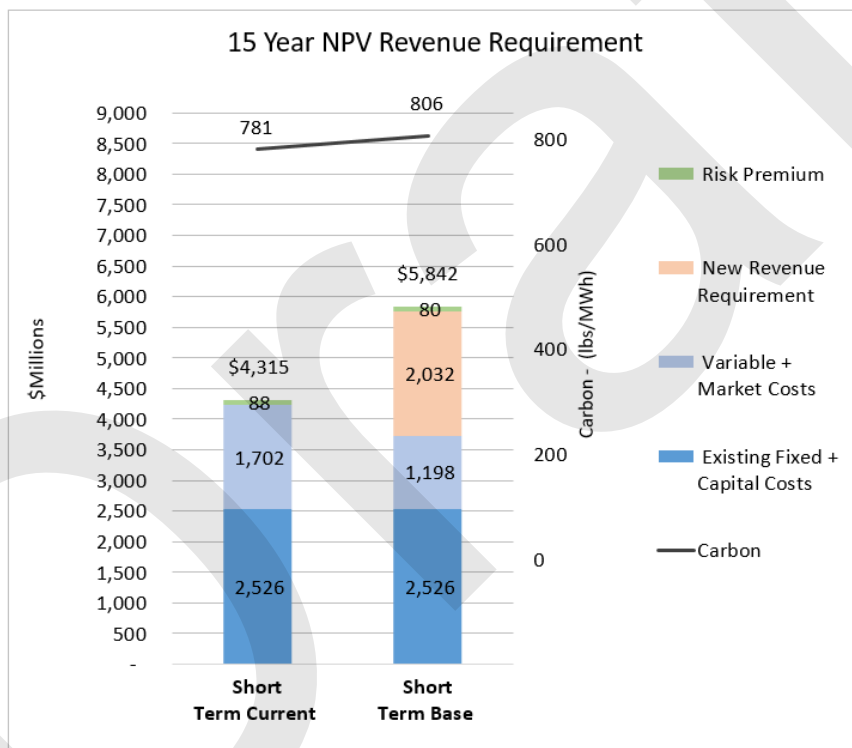 15 Year NPV Revenue Requirement
9,000
8,500
8,000
7,500
7,000
6,500
6,000
5,500
5,000
4,500
4,000
3,500
3,000
2,500
2,000
1,500
1,000
500
-
$Millions
781
806
$4,315
88
1,702
2,526
$5,842
80
2,032
1,198
2,526
800
600
400
200
0
Carbon - (lbs/MWh)
Short
Term Current
Short
Term Base
Risk Premium
New Revenue
Requirement
Variable +
Market Costs
Existing Fixed +
Capital Costs
Carbon